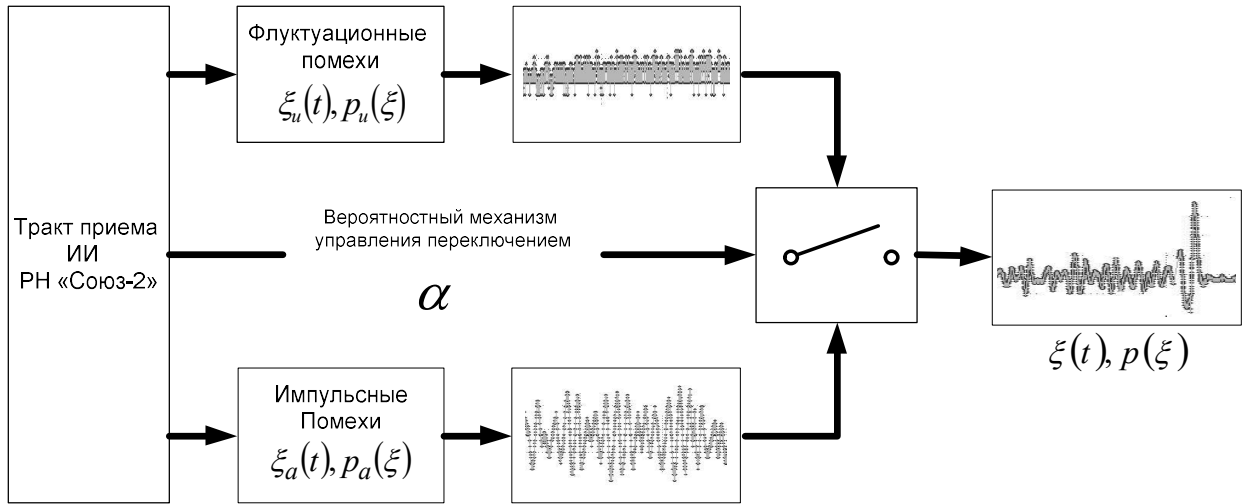 Флуктуационные
помехи
ξu(t), pu(ξ)
Тракт приема
ИИ
РН «Союз-2»
Вероятностный механизм
управления переключением
α
ξ(t), p(ξ)
Импульсные
Помехи
ξa(t), pa(ξ)